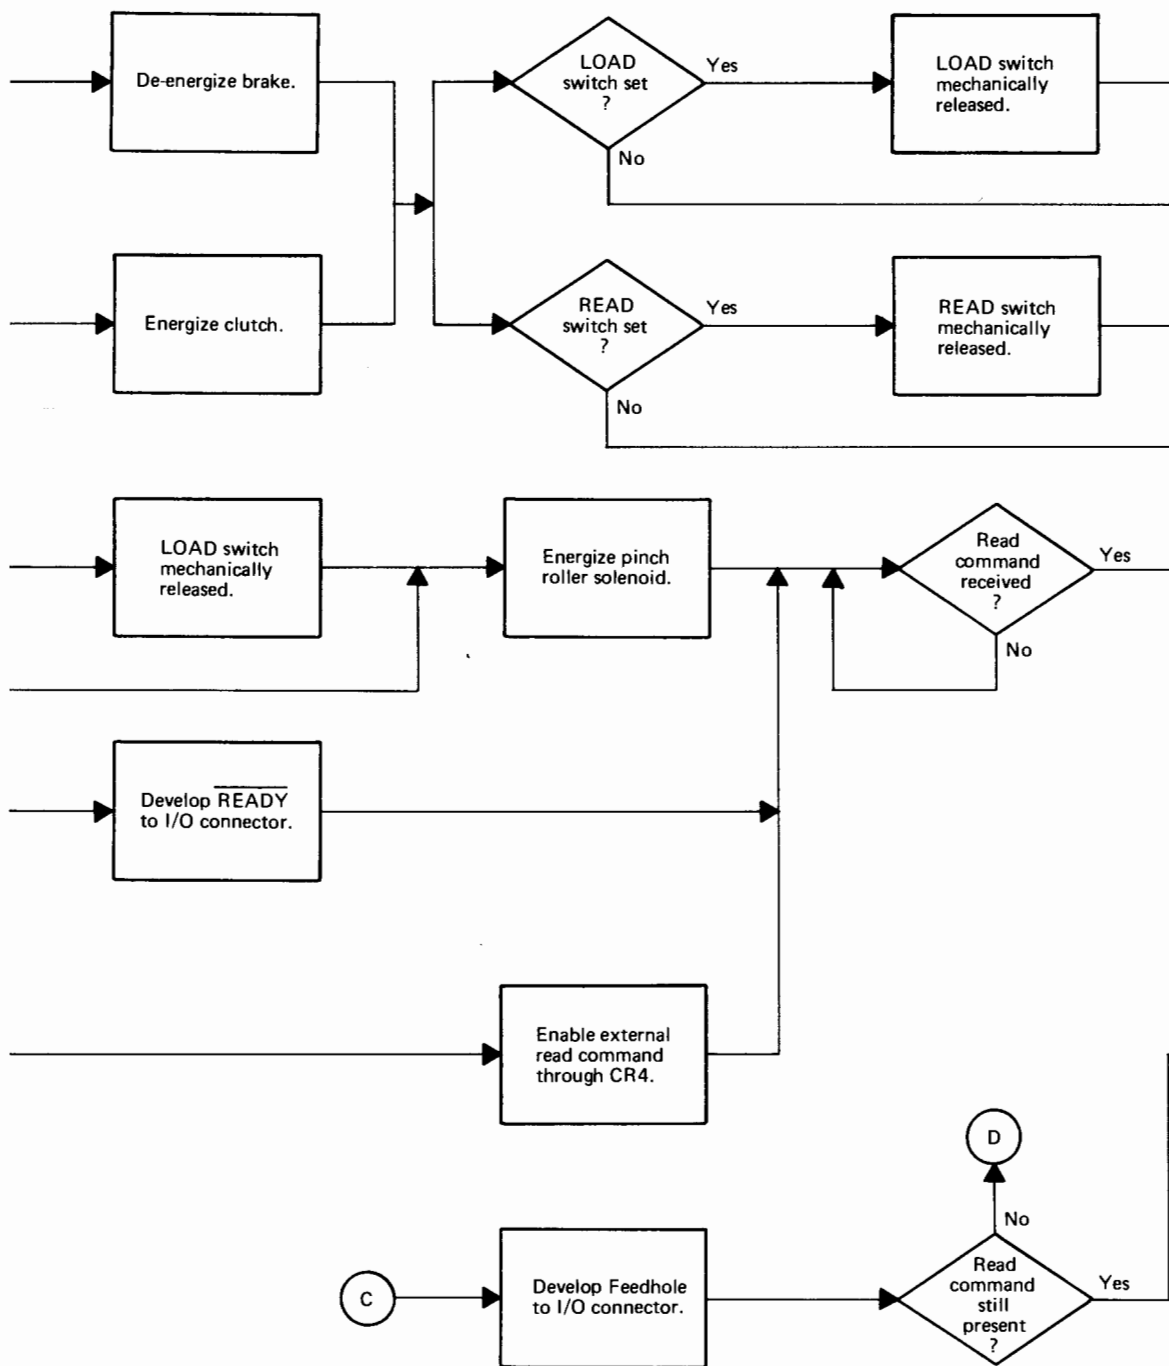 De-energize brake.
LOAD
switch set
?
Yes
No
LOAD switch
mechanically
released.
Energize clutch.
READ
switch set
?
Yes
No
READ switch
mechanically
released.
LOAD switch
mechanically
released.
Energize pinch
roller solenoid.
Read
command
received
?
Yes
No
Develop READY
to I/O connector.
Enable external
read command
through CR4.
D
No
C
Develop Feedhole
to I/O connector.
Read
command
still
present
?
Yes